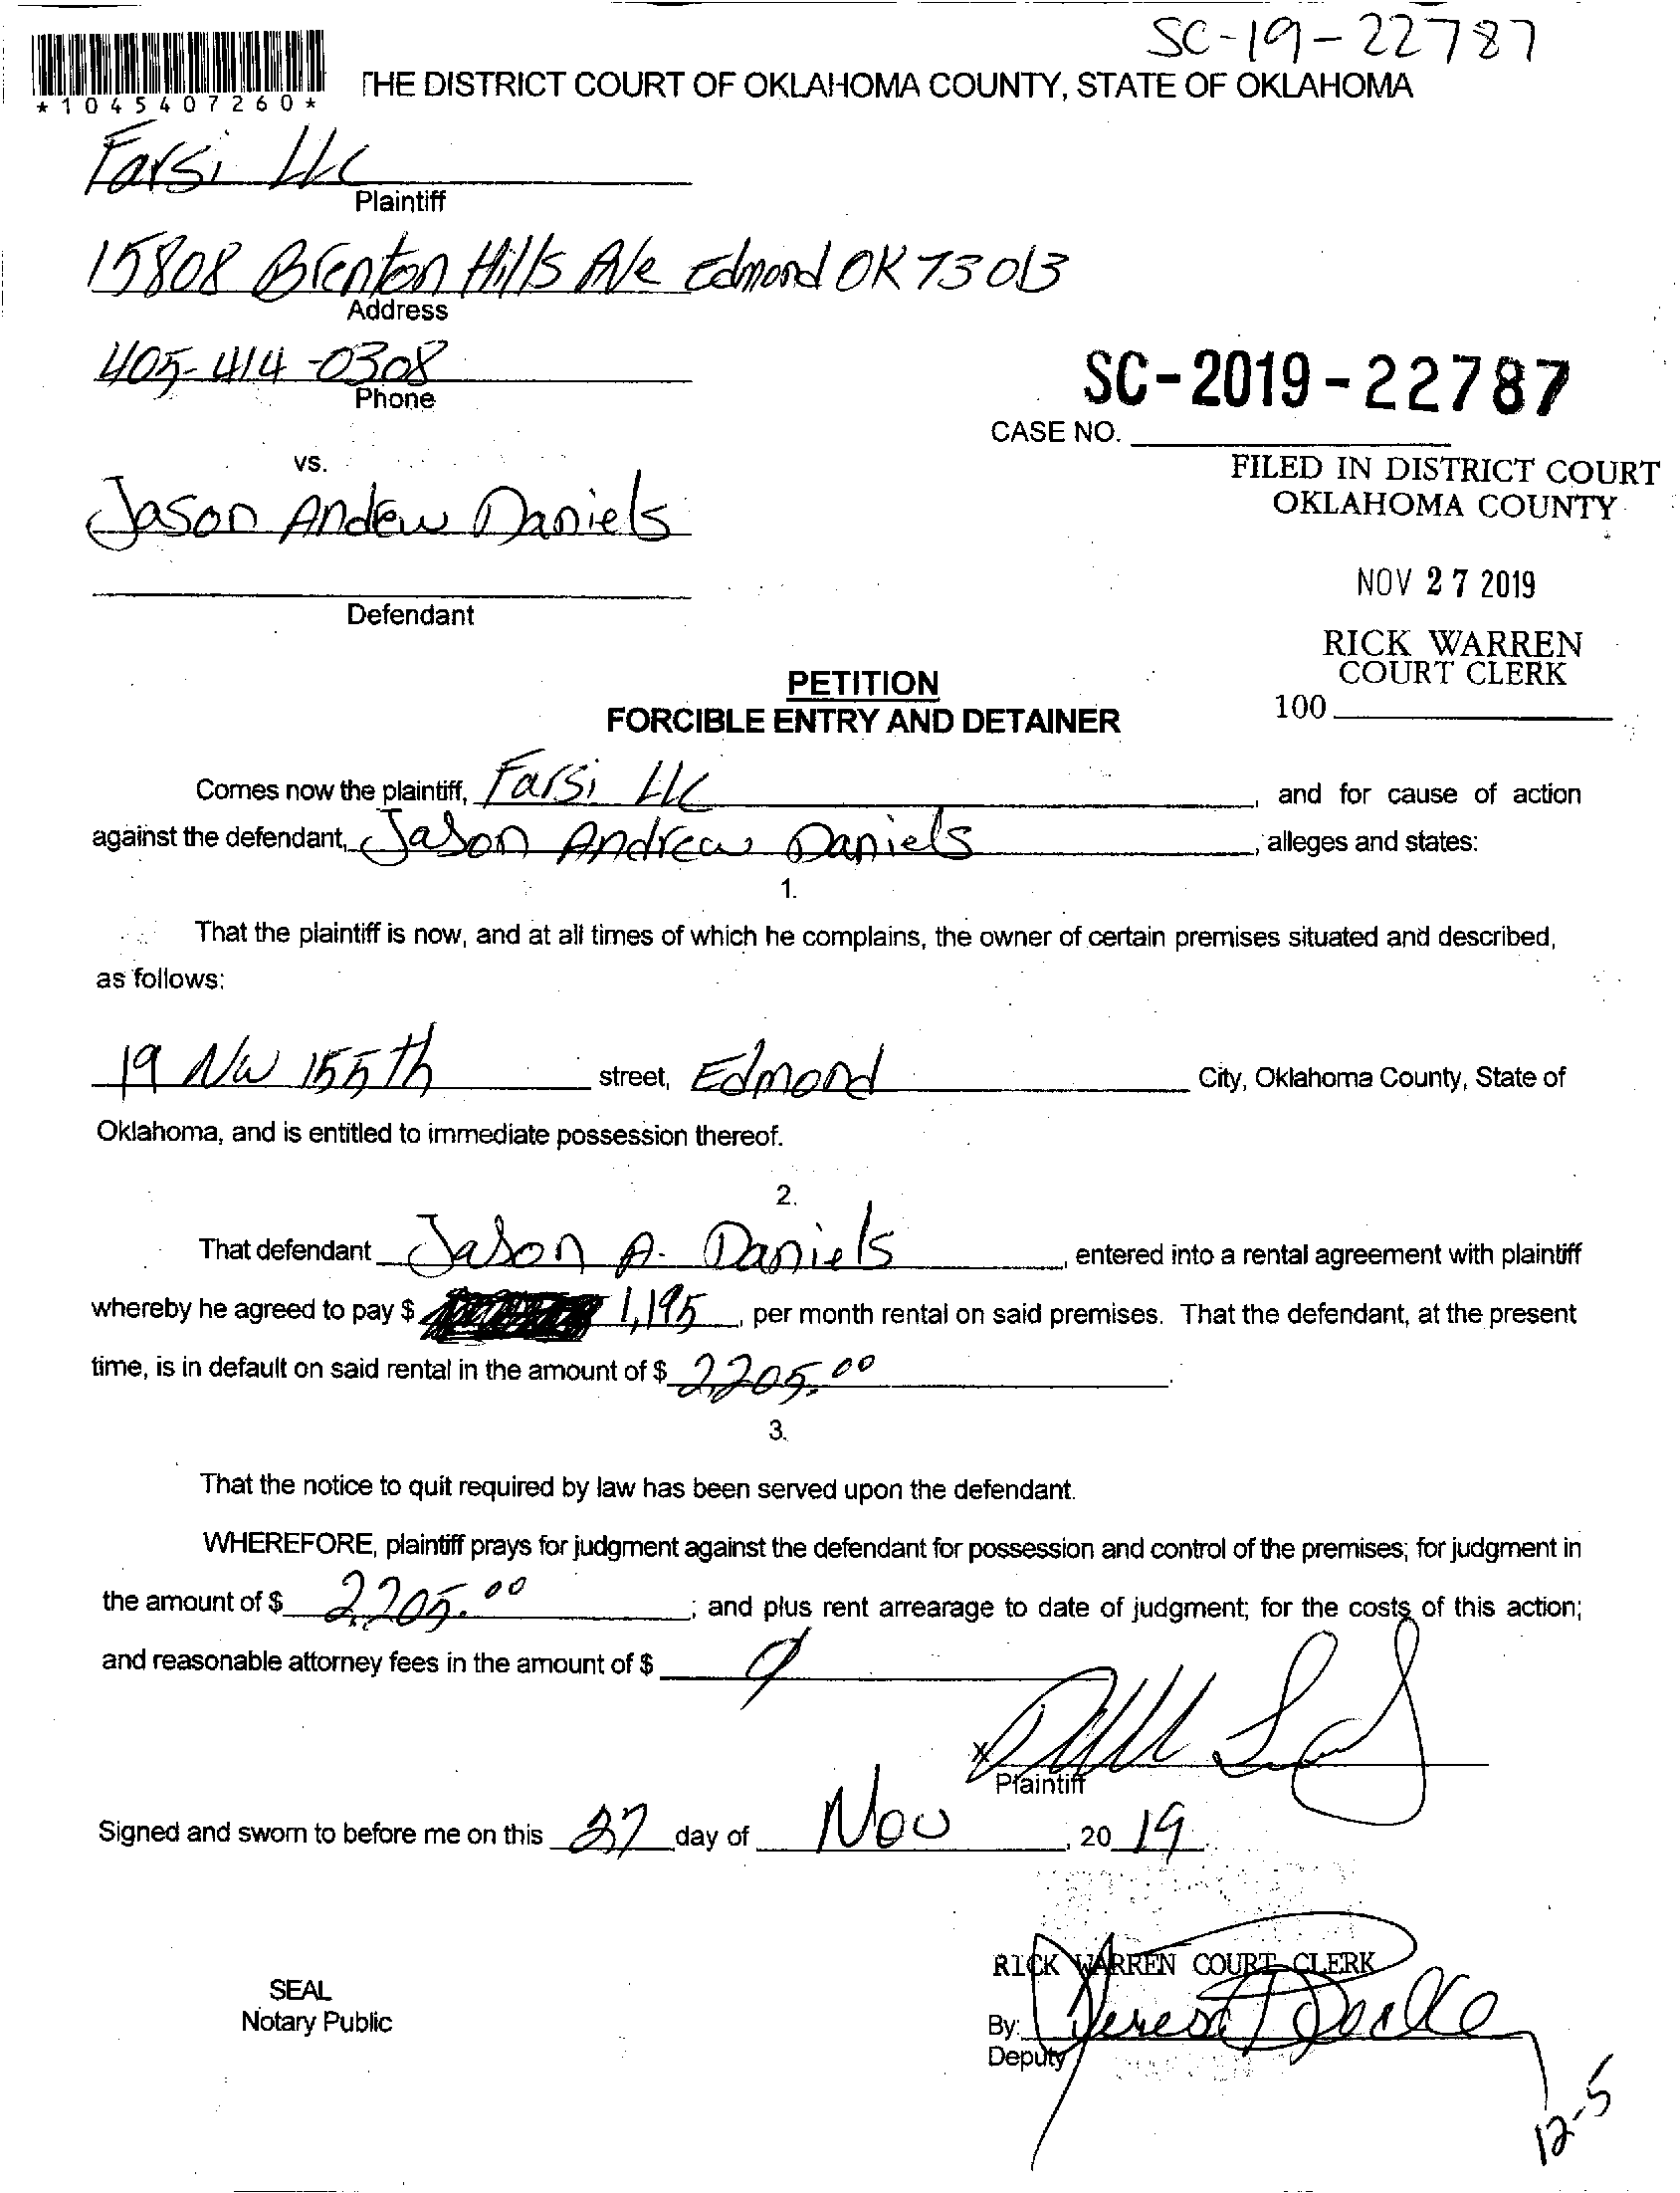 SC-19-22787
*1045407260*
THE DISTRICT COURT OF OKLAHOMA COUNTY, STATE OF OKLAHOMA
Farsi LLC
Plaintiff
15808 Brenton Hills Ave Edmond OK 73013
Address
405-414-0308
Phone
SC-2019-22787
CASE NO.
vs.
FILED IN DISTRICT COURT
OKLAHOMA COUNTY
Jason Andew Daniels
NOV 27 2019
Defendant
RICK WARREN
COURT CLERK
100
PETITION
FORCIBLE ENTRY AND DETAINER
Comes now the plaintiff, Farsi LLC, and for cause of action
against the defendant, Jason Andrew Daniels, alleges and states:
1.
That the plaintiff is now, and at all times of which he complains, the owner of certain premises situated and described,
as follows:
19 NW 155th street, Edmond City, Oklahoma County, State of
Oklahoma, and is entitled to immediate possession thereof.
2.
That defendant Jason A. Daniels, entered into a rental agreement with plaintiff
whereby he agreed to pay $ 1,195, per month rental on said premises. That the defendant, at the present
time, is in default on said rental in the amount of $ 2,205.00.
3.
That the notice to quit required by law has been served upon the defendant.
WHEREFORE, plaintiff prays for judgment against the defendant for possession and control of the premises; for judgment in
the amount of $ 2,205.00; and plus rent arrearage to date of judgment; for the costs of this action;
and reasonable attorney fees in the amount of $
x
Plaintiff
Signed and sworn to before me on this 27 day of Nov, 20 19.
RICK WARREN COURT CLERK
SEAL
Notary Public
By:
Deputy
12-5